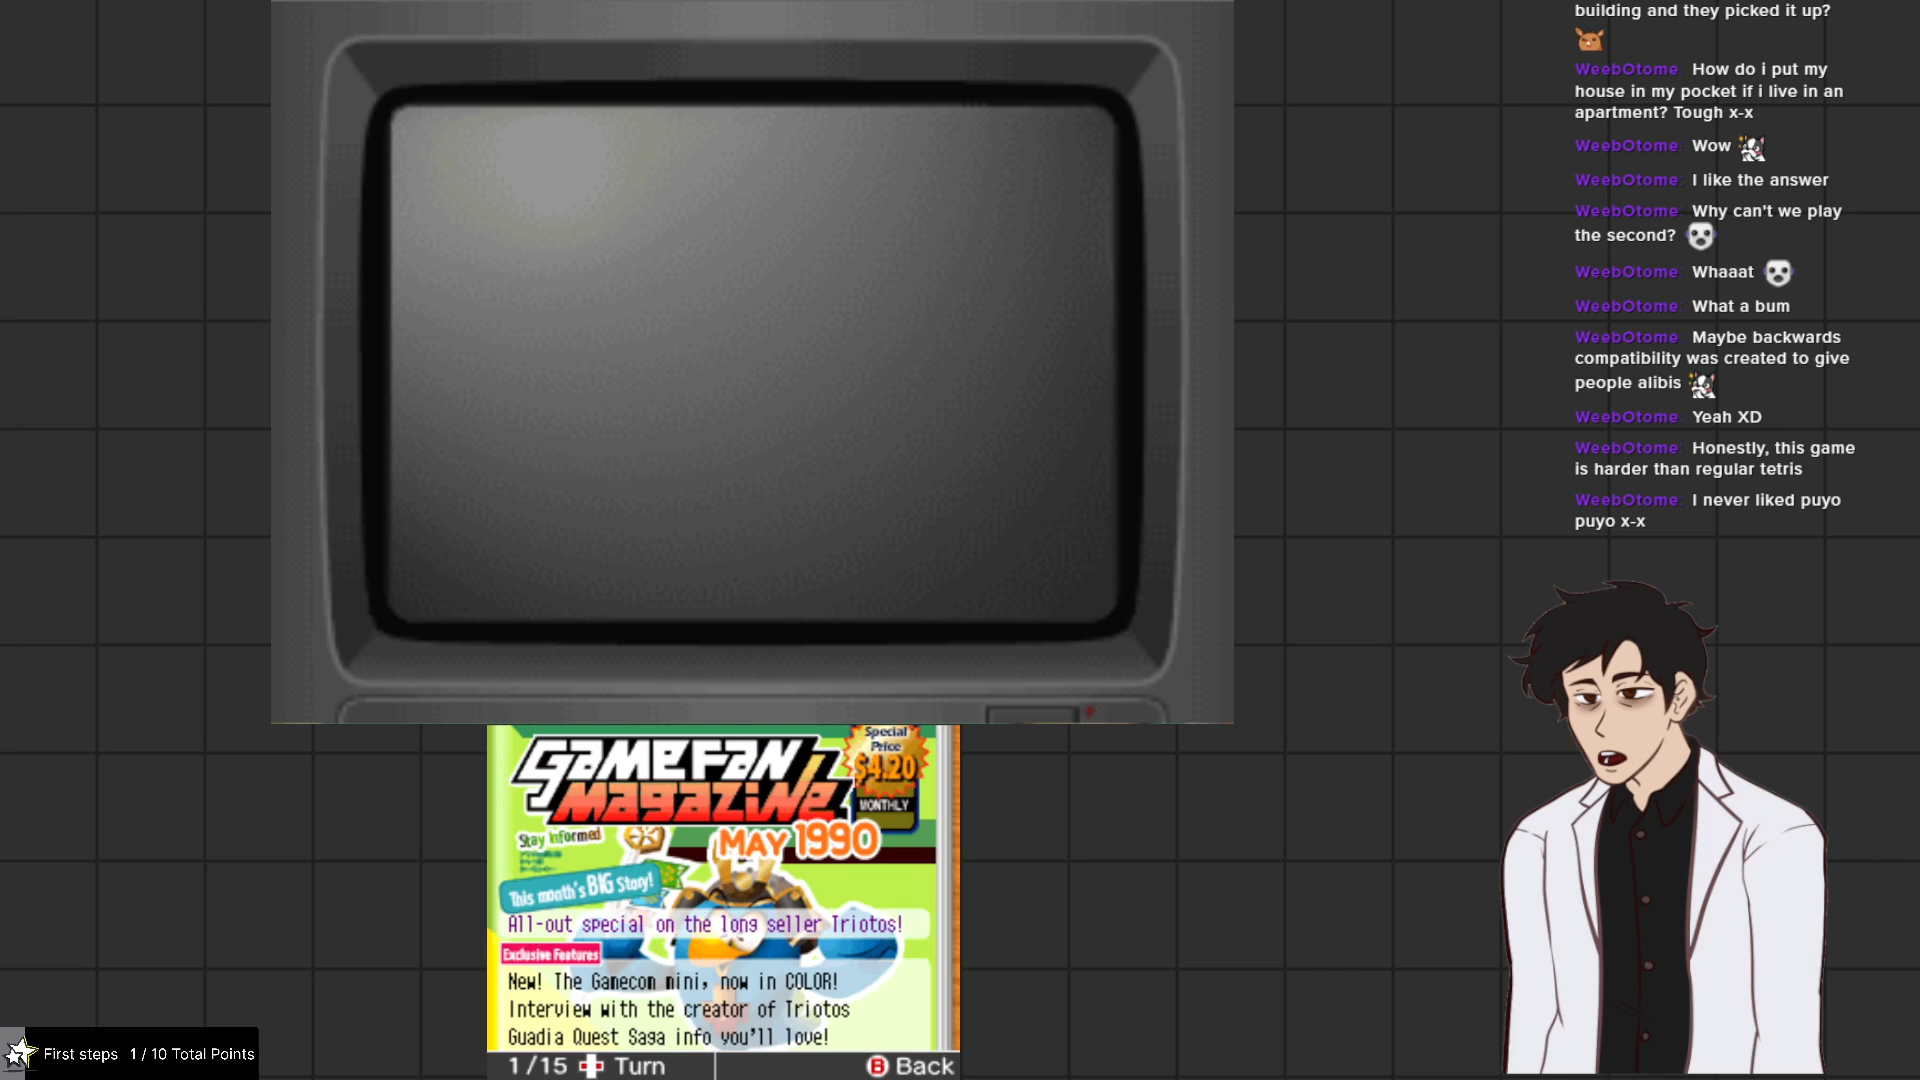 building and they picked it up?
WeebOtome: How do i put my
house in my pocket if i live in an
apartment? Tough x-x
WeebOtome: Wow
WeebOtome: I like the answer
WeebOtome: Why can't we play
the second?
WeebOtome: Whaaat
WeebOtome: What a bum
WeebOtome: Maybe backwards
compatibility was created to give
people alibis
WeebOtome: Yeah XD
WeebOtome: Honestly, this game
is harder than regular tetris
WeebOtome: I never liked puyo
puyo x-x
GAMEFAN
MAGAZINE
Special
Price
$4.20
MONTHLY
Stay informed
MAY 1990
This month's BIG Story!
All-out special on the long seller Triotos!
Exclusive Features
New! The Gamecom mini, now in COLOR!
Interview with the creator of Triotos
Guadia Quest Saga info you'll love!
1/15 Turn
B Back
First steps 1 / 10 Total Points